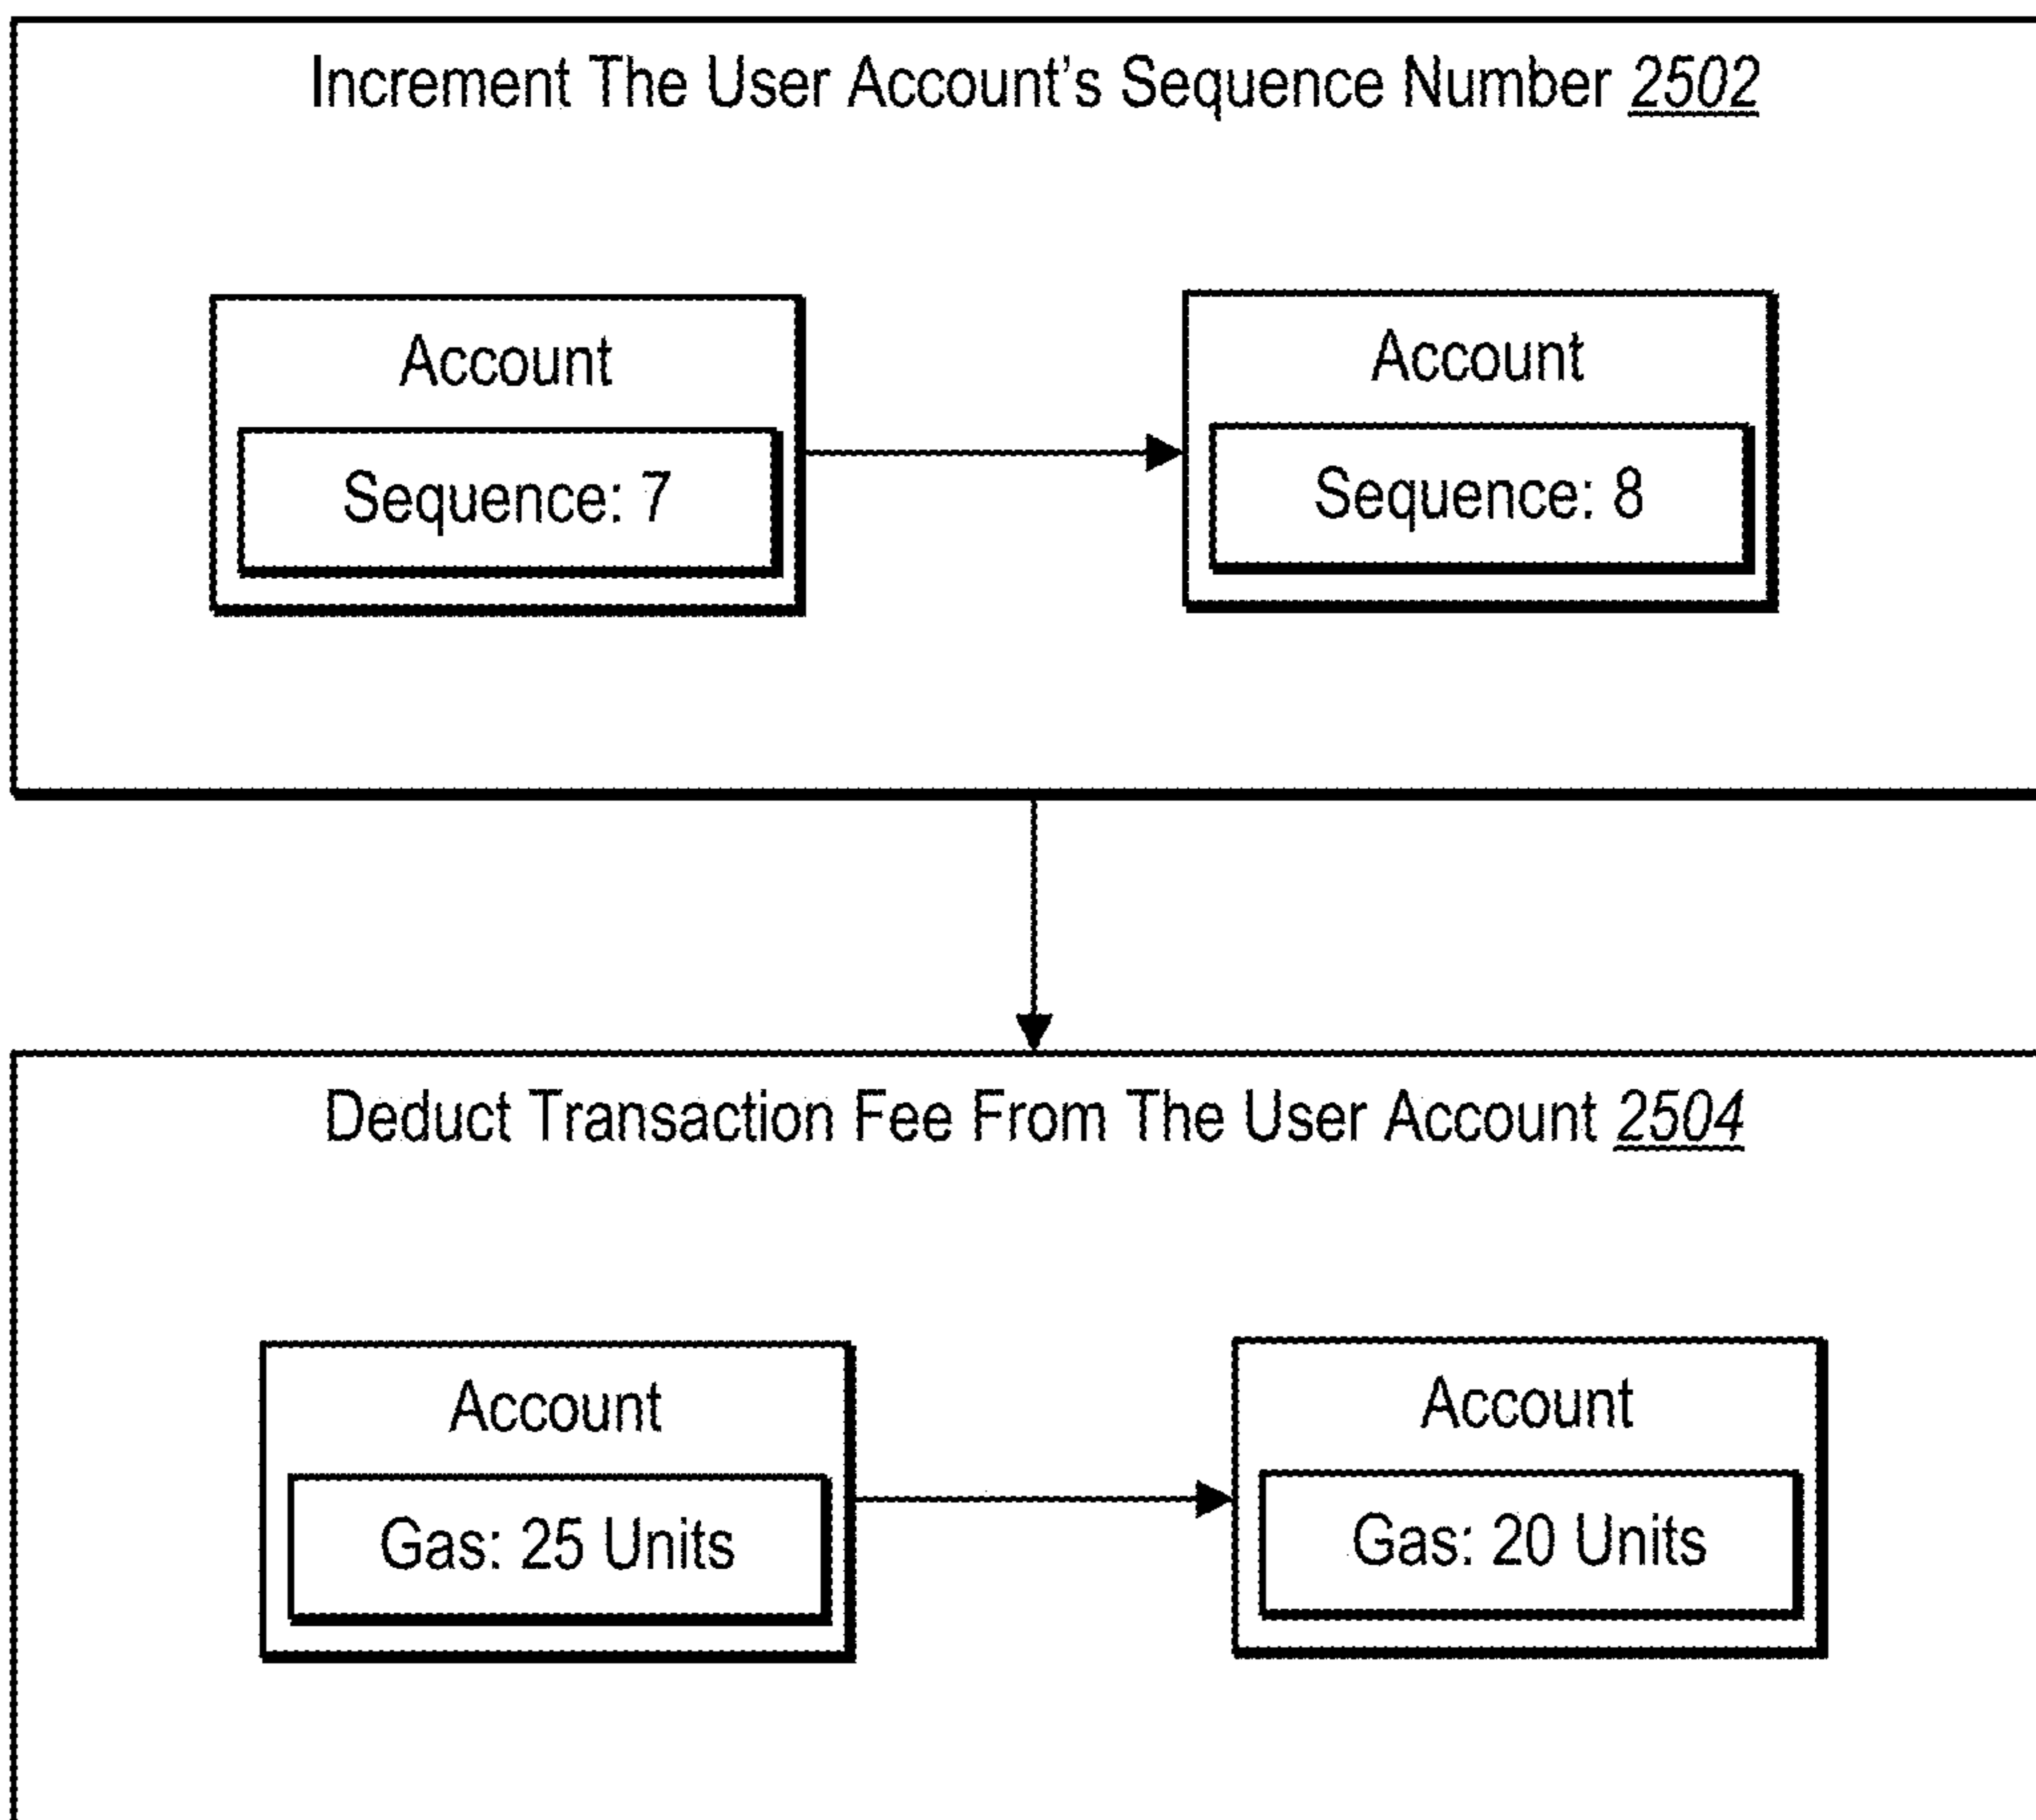 Increment The User Account's Sequence Number 2502
Account
Account
Sequence: 7
Sequence: 8
Deduct Transaction Fee From The User Account 2504
Account
Account
Gas: 25 Units
Gas: 20 Units